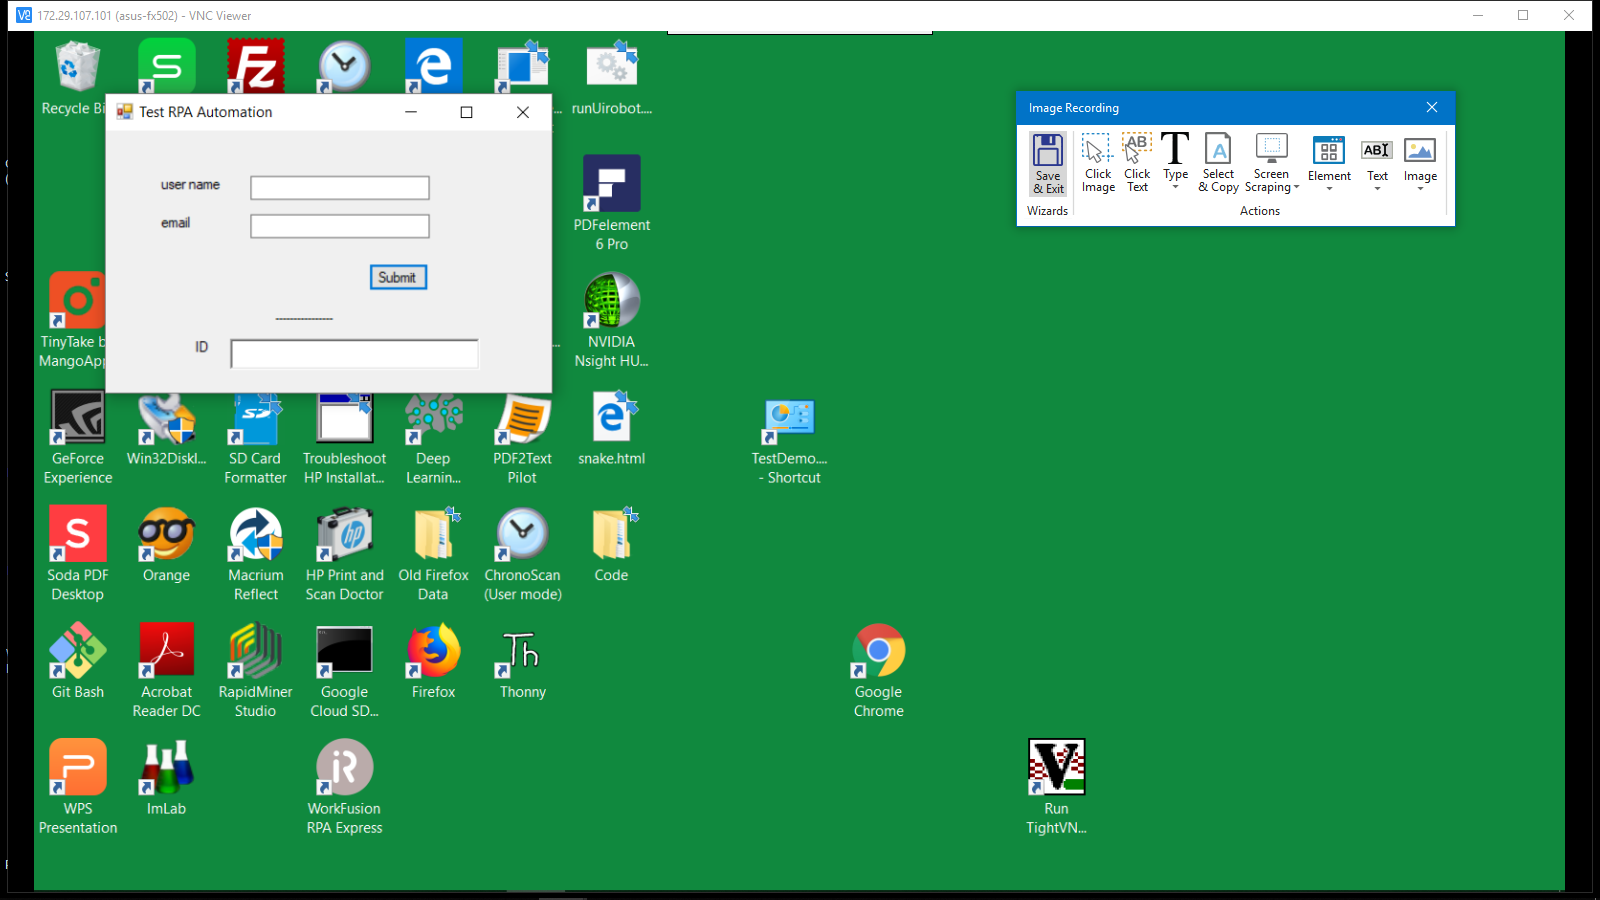 172.29.107.101 (asus-fx502) - VNC Viewer
Recycle Bi
runUirobot....
Test RPA Automation
user name
email
Submit
----------------
ID
Image Recording
Save & Exit
Click Image
Click Text
Type
Select & Copy
Screen Scraping
Element
Text
Image
Wizards
Actions
PDFelement 6 Pro
TinyTake b
MangoApp
NVIDIA
Nsight HU...
GeForce Experience
Win32DiskI...
SD Card Formatter
Troubleshoot HP Installat...
Deep Learnin...
PDF2Text Pilot
snake.html
TestDemo.... - Shortcut
Soda PDF Desktop
Orange
Macrium Reflect
HP Print and Scan Doctor
Old Firefox Data
ChronoScan (User mode)
Code
Git Bash
Acrobat Reader DC
RapidMiner Studio
Google Cloud SD...
Firefox
Thonny
Google Chrome
WPS Presentation
ImLab
WorkFusion RPA Express
Run TightVN...